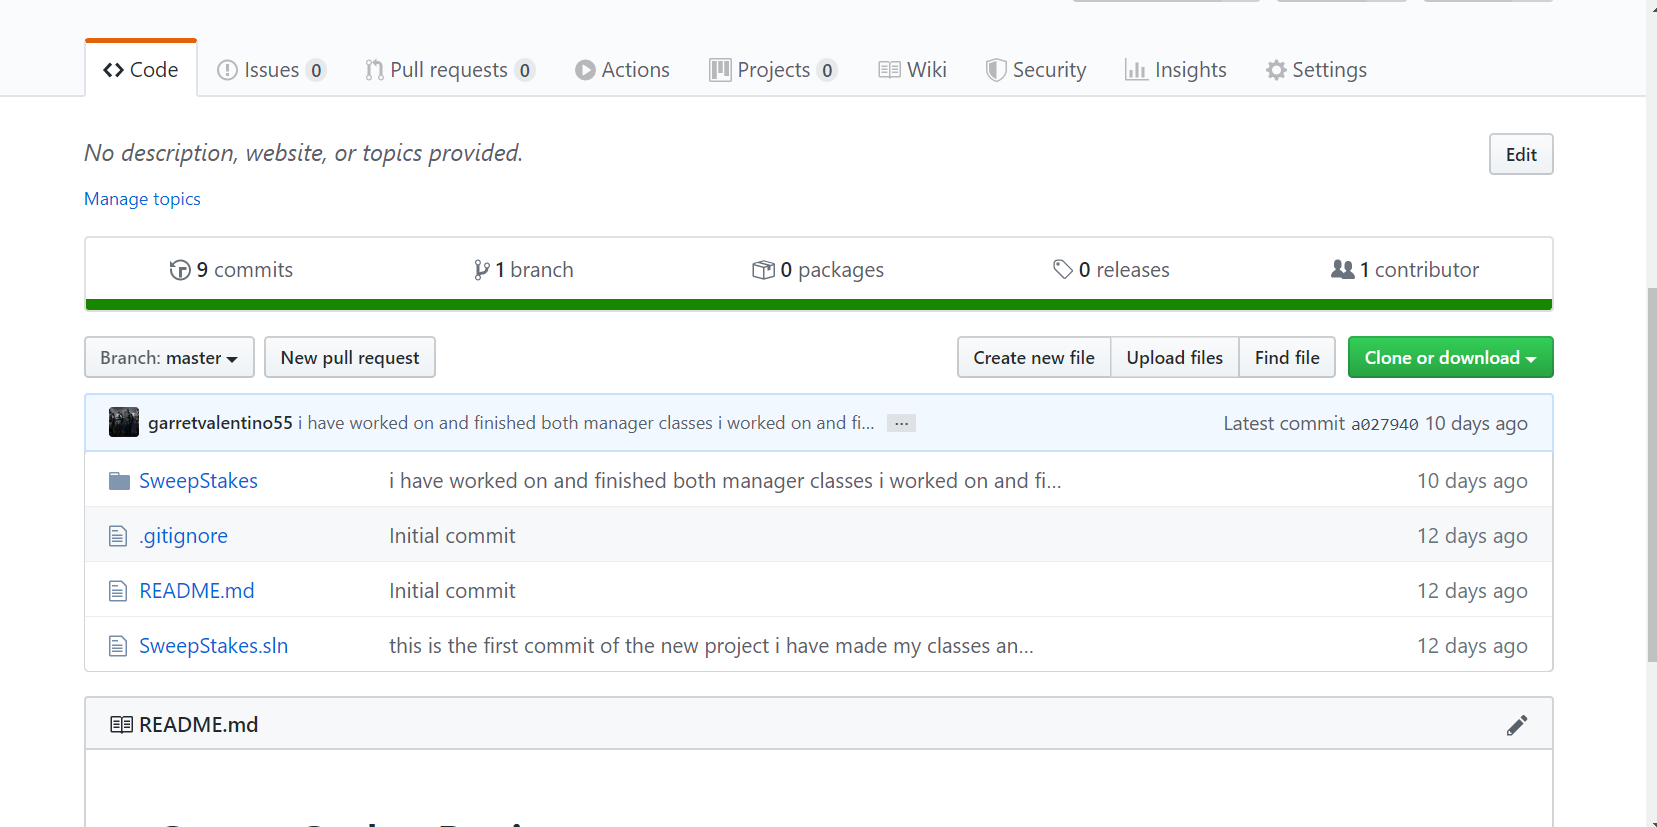 Code Issues 0 Pull requests 0 Actions Projects 0 Wiki Security Insights Settings
No description, website, or topics provided. Edit
Manage topics
9 commits 1 branch 0 packages 0 releases 1 contributor
Branch: master New pull request Create new file Upload files Find file Clone or download
garretvalentino55 i have worked on and finished both manager classes i worked on and fi... ... Latest commit a027940 10 days ago
SweepStakes i have worked on and finished both manager classes i worked on and fi... 10 days ago
.gitignore Initial commit 12 days ago
README.md Initial commit 12 days ago
SweepStakes.sln this is the first commit of the new project i have made my classes an... 12 days ago
README.md